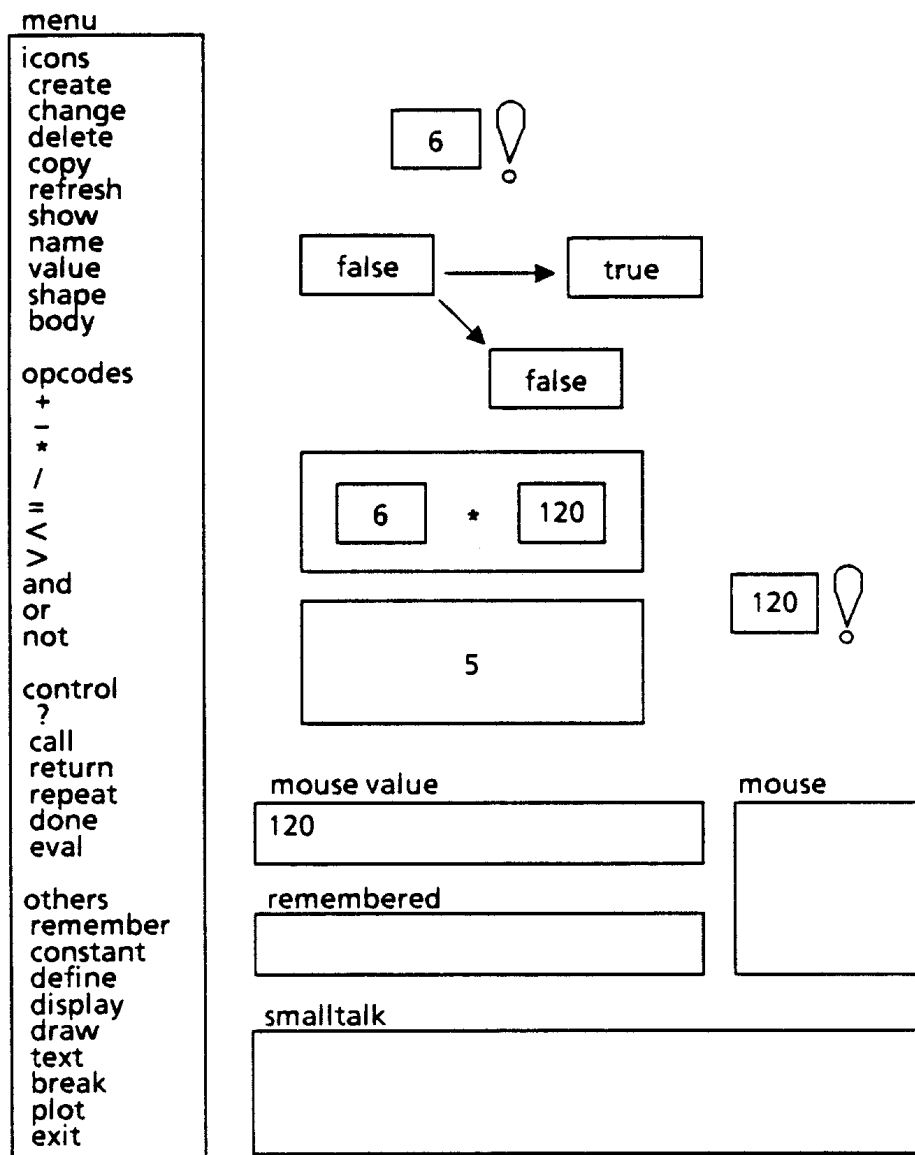 menu
icons
create
change
delete
copy
refresh
show
name
value
shape
body
opcodes
+
–
*
/
=
<
>
and
or
not
control
?
call
return
repeat
done
eval
others
remember
constant
define
display
draw
text
break
plot
exit
6
false
true
false
6 * 120
120
5
mouse value
120
mouse
remembered
smalltalk